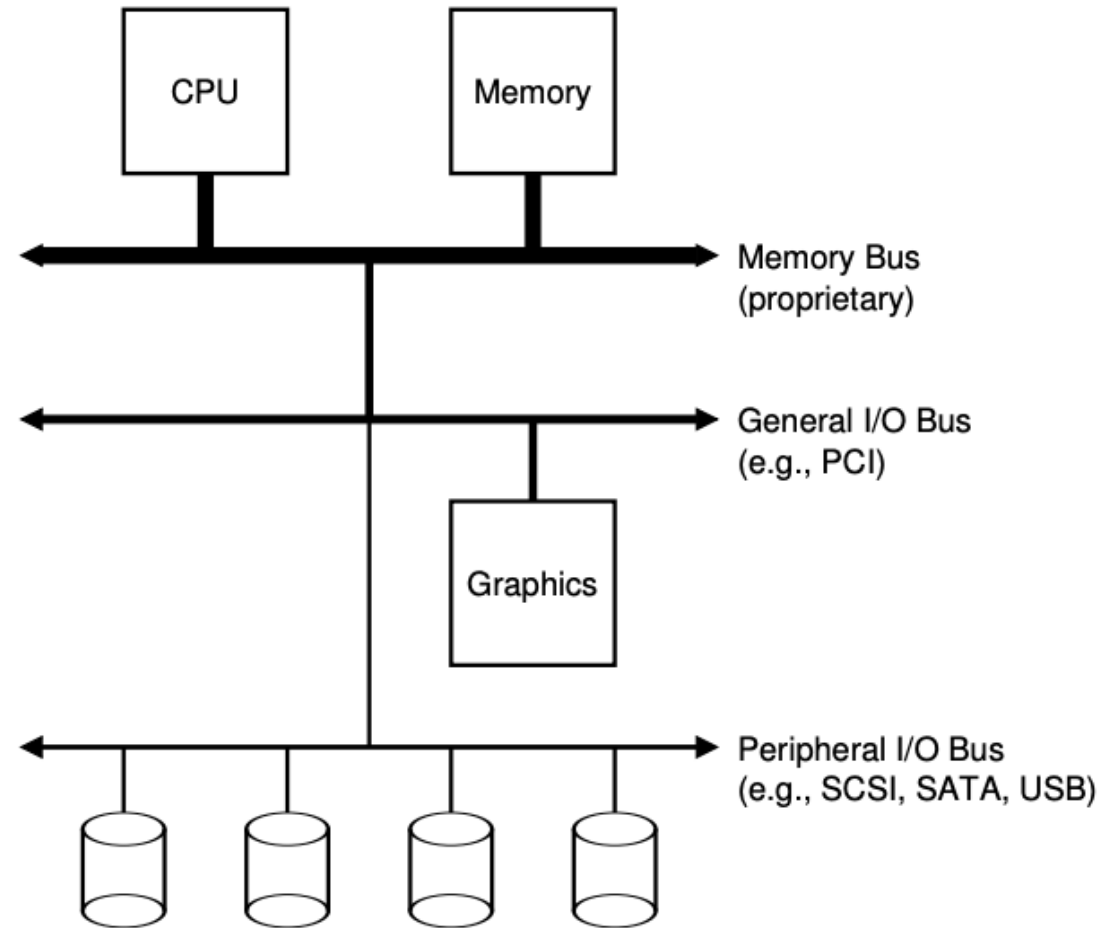 CPU
Memory
Memory Bus
(proprietary)
General I/O Bus
(e.g., PCI)
Graphics
Peripheral I/O Bus
(e.g., SCSI, SATA, USB)